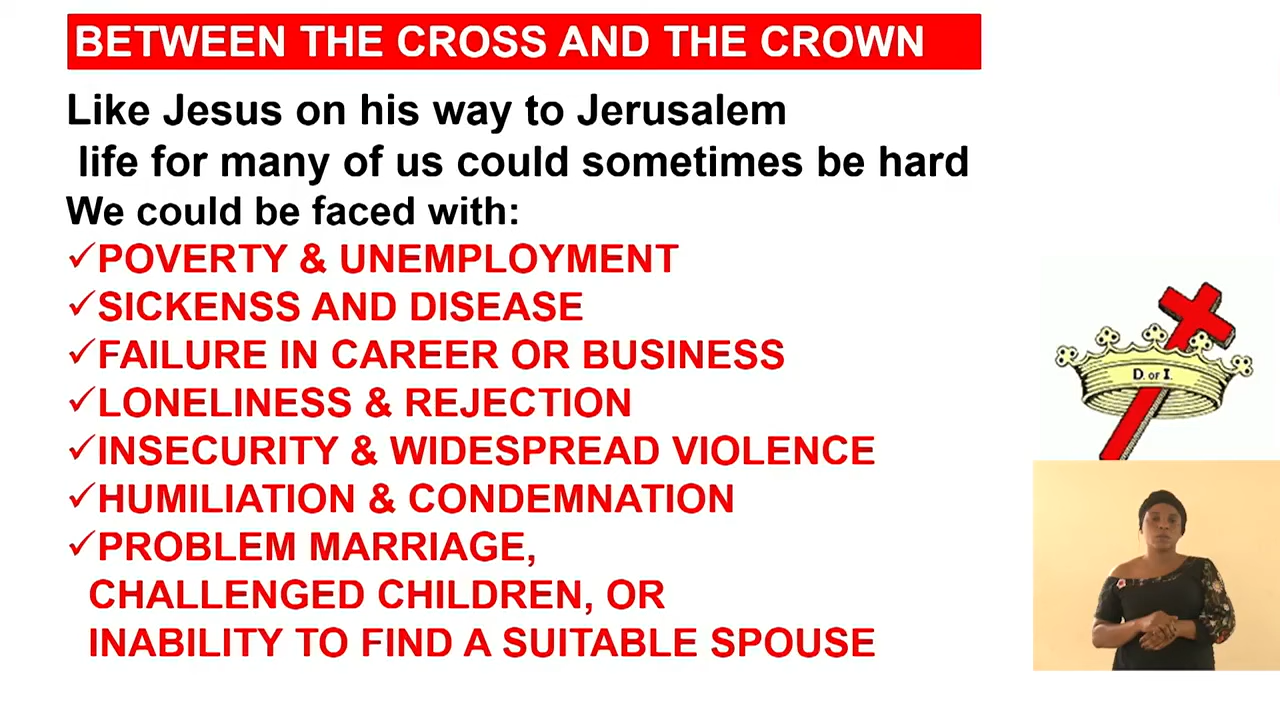 BETWEEN THE CROSS AND THE CROWN
Like Jesus on his way to Jerusalem
life for many of us could sometimes be hard
We could be faced with:
✓POVERTY & UNEMPLOYMENT
✓SICKENSS AND DISEASE
✓FAILURE IN CAREER OR BUSINESS
✓LONELINESS & REJECTION
✓INSECURITY & WIDESPREAD VIOLENCE
✓HUMILIATION & CONDEMNATION
✓PROBLEM MARRIAGE,
CHALLENGED CHILDREN, OR
INABILITY TO FIND A SUITABLE SPOUSE
D. OF I.